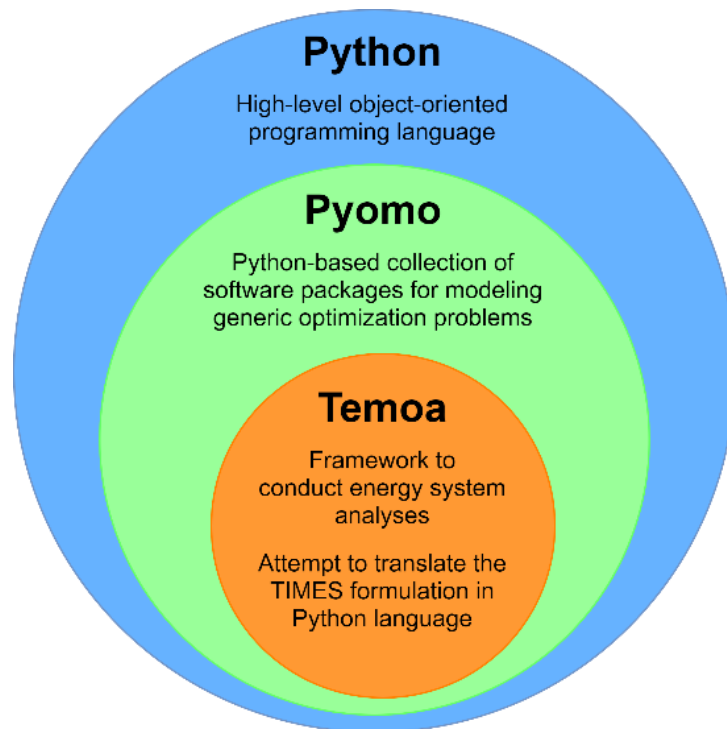 Python
High-level object-oriented
programming language
Pyomo
Python-based collection of
software packages for modeling
generic optimization problems
Temoa
Framework to
conduct energy system
analyses
Attempt to translate the
TIMES formulation in
Python language